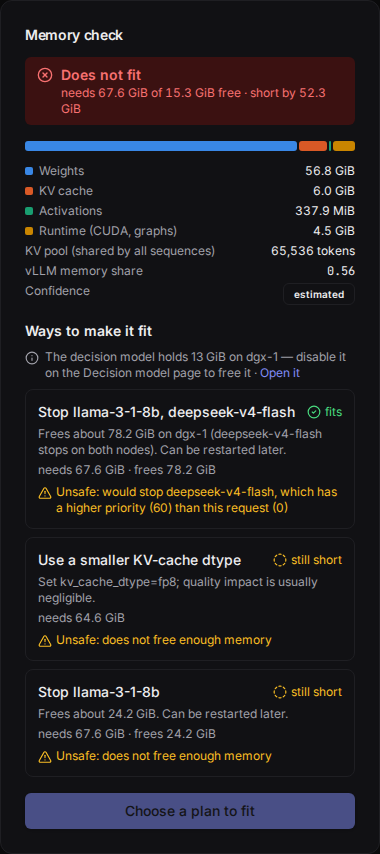 Memory check
Does not fit
needs 67.6 GiB of 15.3 GiB free · short by 52.3
GiB
Weights 56.8 GiB
KV cache 6.0 GiB
Activations 337.9 MiB
Runtime (CUDA, graphs) 4.5 GiB
KV pool (shared by all sequences) 65,536 tokens
vLLM memory share 0.56
Confidence estimated
Ways to make it fit
The decision model holds 13 GiB on dgx-1 — disable it
on the Decision model page to free it · Open it
Stop llama-3-1-8b, deepseek-v4-flash fits
Frees about 78.2 GiB on dgx-1 (deepseek-v4-flash
stops on both nodes). Can be restarted later.
needs 67.6 GiB · frees 78.2 GiB
Unsafe: would stop deepseek-v4-flash, which has
a higher priority (60) than this request (0)
Use a smaller KV-cache dtype still short
Set kv_cache_dtype=fp8; quality impact is usually
negligible.
needs 64.6 GiB
Unsafe: does not free enough memory
Stop llama-3-1-8b still short
Frees about 24.2 GiB. Can be restarted later.
needs 67.6 GiB · frees 24.2 GiB
Unsafe: does not free enough memory
Choose a plan to fit